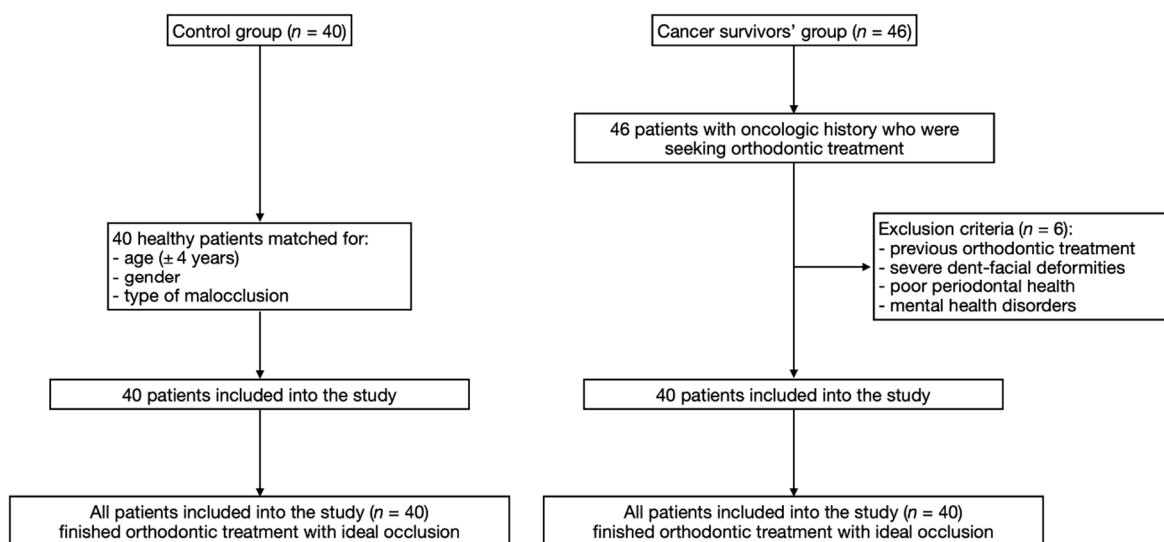 Control group (n = 40)
40 healthy patients matched for:
- age (± 4 years)
- gender
- type of malocclusion
40 patients included into the study
All patients included into the study (n = 40)
finished orthodontic treatment with ideal occlusion
Cancer survivors' group (n = 46)
46 patients with oncologic history who were
seeking orthodontic treatment
Exclusion criteria (n = 6):
- previous orthodontic treatment
- severe dent-facial deformities
- poor periodontal health
- mental health disorders
40 patients included into the study
All patients included into the study (n = 40)
finished orthodontic treatment with ideal occlusion